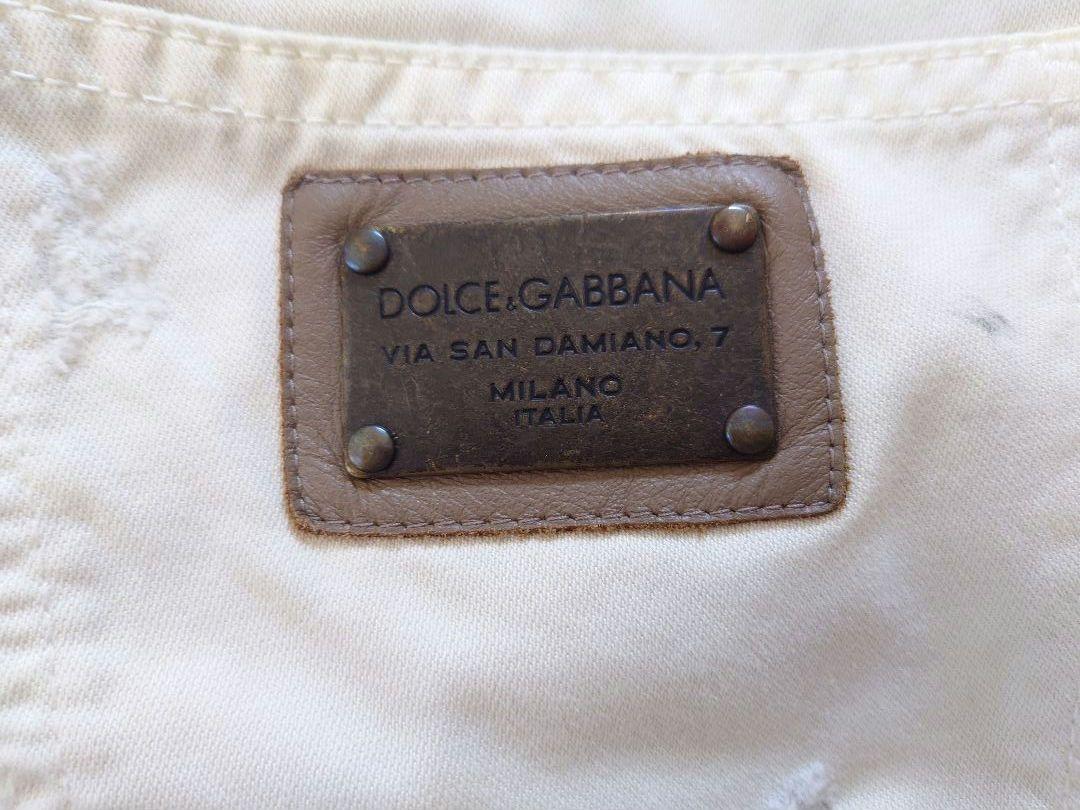 DOLCE&GABBANA
VIA SAN DAMIANO, 7
MILANO
ITALIA